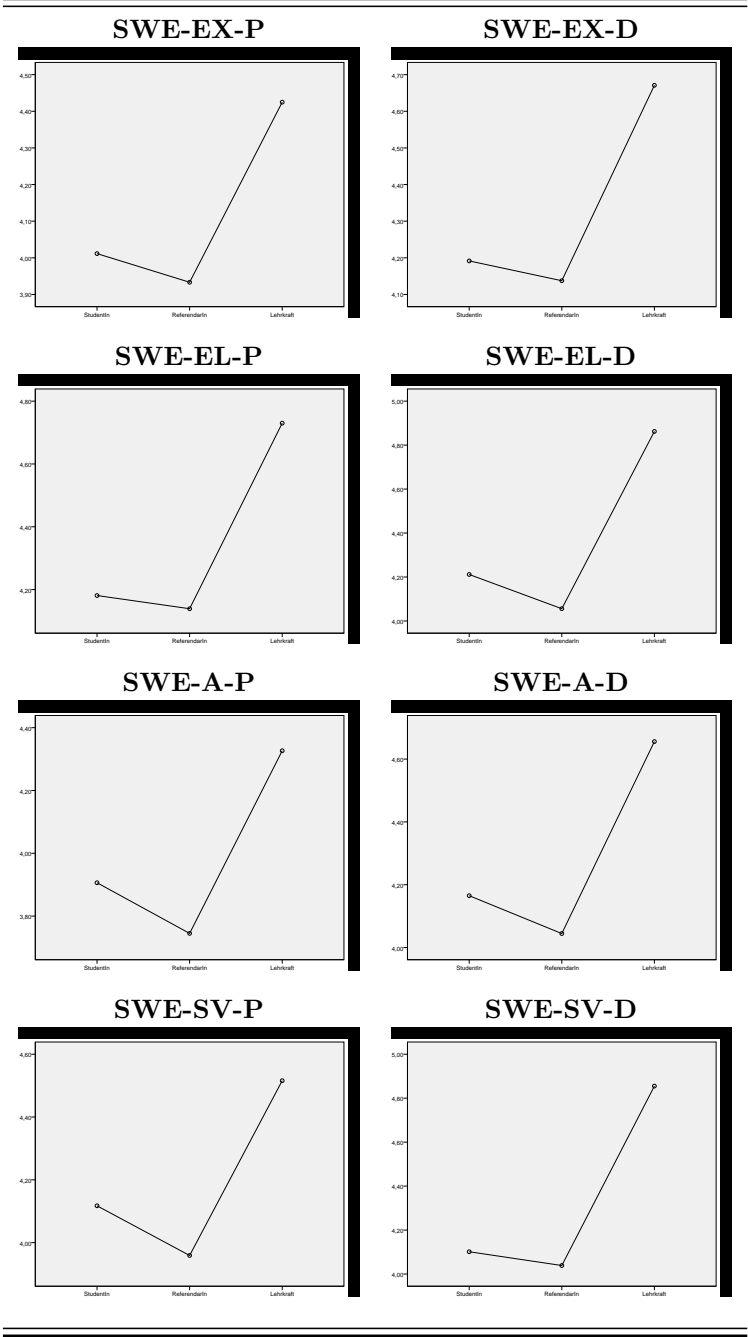 SWE-EX-P SWE-EX-D
4,50 4,70
4,40 4,60
4,30 4,50
4,20 4,40
4,10 4,30
4,00 4,20
3,90 4,10
StudentIn ReferendarIn Lehrkraft StudentIn ReferendarIn Lehrkraft
SWE-EL-P SWE-EL-D
4,80 5,00
4,60 4,80
4,40 4,60
4,20 4,40
4,20
4,00
StudentIn ReferendarIn Lehrkraft StudentIn ReferendarIn Lehrkraft
SWE-A-P SWE-A-D
4,40 4,60
4,20 4,40
4,00 4,20
3,80 4,00
StudentIn ReferendarIn Lehrkraft StudentIn ReferendarIn Lehrkraft
SWE-SV-P SWE-SV-D
4,60 5,00
4,40 4,80
4,20 4,60
4,00 4,40
4,20
4,00
StudentIn ReferendarIn Lehrkraft StudentIn ReferendarIn Lehrkraft